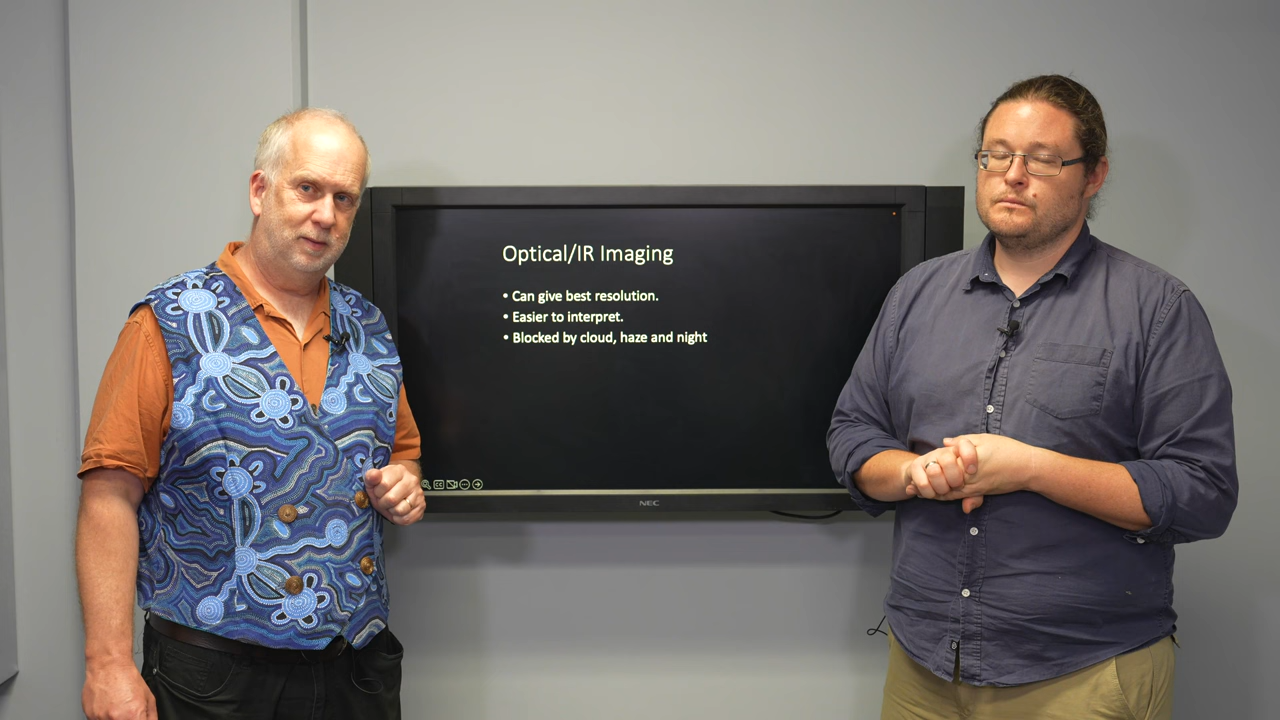 Optical/IR Imaging
• Can give best resolution.
• Easier to interpret.
• Blocked by cloud, haze and night
NEC